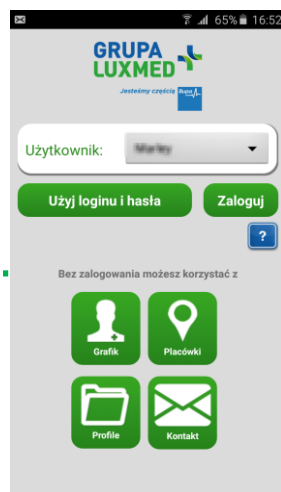 65% 16:52
GRUPA
LUXMED
Jesteśmy częścią Bupa
Użytkownik:
Użyj loginu i hasła Zaloguj
?
Bez zalogowania możesz korzystać z
Grafik Placówki
Profile Kontakt